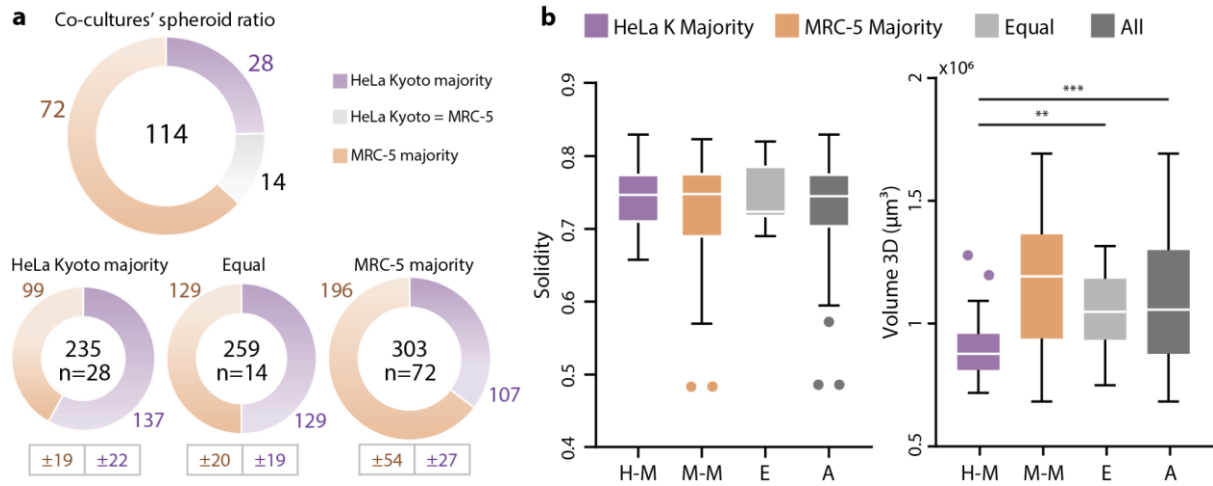 a
Co-cultures' spheroid ratio
28
72
114
14
HeLa Kyoto majority
HeLa Kyoto = MRC-5
MRC-5 majority
HeLa Kyoto majority
Equal
MRC-5 majority
99
129
196
235
n=28
259
n=14
303
n=72
137
129
107
±19 ±22
±20 ±19
±54 ±27
b
HeLa K Majority
MRC-5 Majority
Equal
All
Solidity
0.9
0.8
0.7
0.6
0.5
0.4
H-M M-M E A
Volume 3D (μm³)
x10⁶
2
1.5
1
0.5
***
**
H-M M-M E A